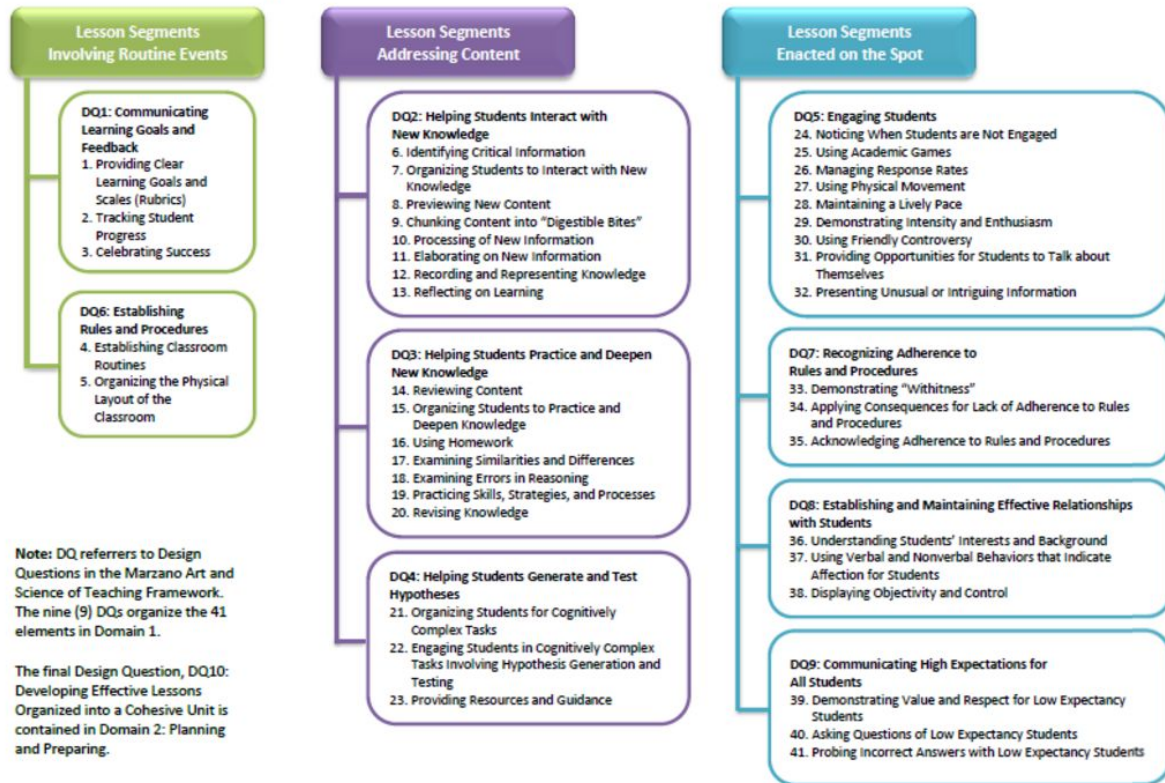 Lesson Segments
Involving Routine Events
DQ1: Communicating
Learning Goals and
Feedback
1. Providing Clear
Learning Goals and
Scales (Rubrics)
2. Tracking Student
Progress
3. Celebrating Success
DQ6: Establishing
Rules and Procedures
4. Establishing Classroom
Routines
5. Organizing the Physical
Layout of the
Classroom
Note: DQ referrers to Design
Questions in the Marzano Art and
Science of Teaching Framework.
The nine (9) DQs organize the 41
elements in Domain 1.
The final Design Question, DQ10:
Developing Effective Lessons
Organized into a Cohesive Unit is
contained in Domain 2: Planning
and Preparing.
Lesson Segments
Addressing Content
DQ2: Helping Students Interact with
New Knowledge
6. Identifying Critical Information
7. Organizing Students to Interact with New
Knowledge
8. Previewing New Content
9. Chunking Content into “Digestible Bites”
10. Processing of New Information
11. Elaborating on New Information
12. Recording and Representing Knowledge
13. Reflecting on Learning
DQ3: Helping Students Practice and Deepen
New Knowledge
14. Reviewing Content
15. Organizing Students to Practice and
Deepen Knowledge
16. Using Homework
17. Examining Similarities and Differences
18. Examining Errors in Reasoning
19. Practicing Skills, Strategies, and Processes
20. Revising Knowledge
DQ4: Helping Students Generate and Test
Hypotheses
21. Organizing Students for Cognitively
Complex Tasks
22. Engaging Students in Cognitively Complex
Tasks Involving Hypothesis Generation and
Testing
23. Providing Resources and Guidance
Lesson Segments
Enacted on the Spot
DQ5: Engaging Students
24. Noticing When Students are Not Engaged
25. Using Academic Games
26. Managing Response Rates
27. Using Physical Movement
28. Maintaining a Lively Pace
29. Demonstrating Intensity and Enthusiasm
30. Using Friendly Controversy
31. Providing Opportunities for Students to Talk about
Themselves
32. Presenting Unusual or Intriguing Information
DQ7: Recognizing Adherence to
Rules and Procedures
33. Demonstrating “Withitness”
34. Applying Consequences for Lack of Adherence to Rules
and Procedures
35. Acknowledging Adherence to Rules and Procedures
DQ8: Establishing and Maintaining Effective Relationships
with Students
36. Understanding Students’ Interests and Background
37. Using Verbal and Nonverbal Behaviors that Indicate
Affection for Students
38. Displaying Objectivity and Control
DQ9: Communicating High Expectations for
All Students
39. Demonstrating Value and Respect for Low Expectancy
Students
40. Asking Questions of Low Expectancy Students
41. Probing Incorrect Answers with Low Expectancy Students